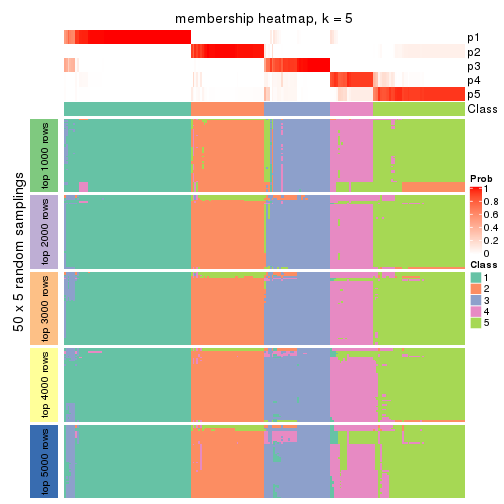 membership heatmap, k = 5
p1
p2
p3
p4
p5
Class
50 x 5 random samplings
top 1000 rows
top 2000 rows
top 3000 rows
top 4000 rows
top 5000 rows
Prob
1
0.8
0.6
0.4
0.2
0
Class
1
2
3
4
5